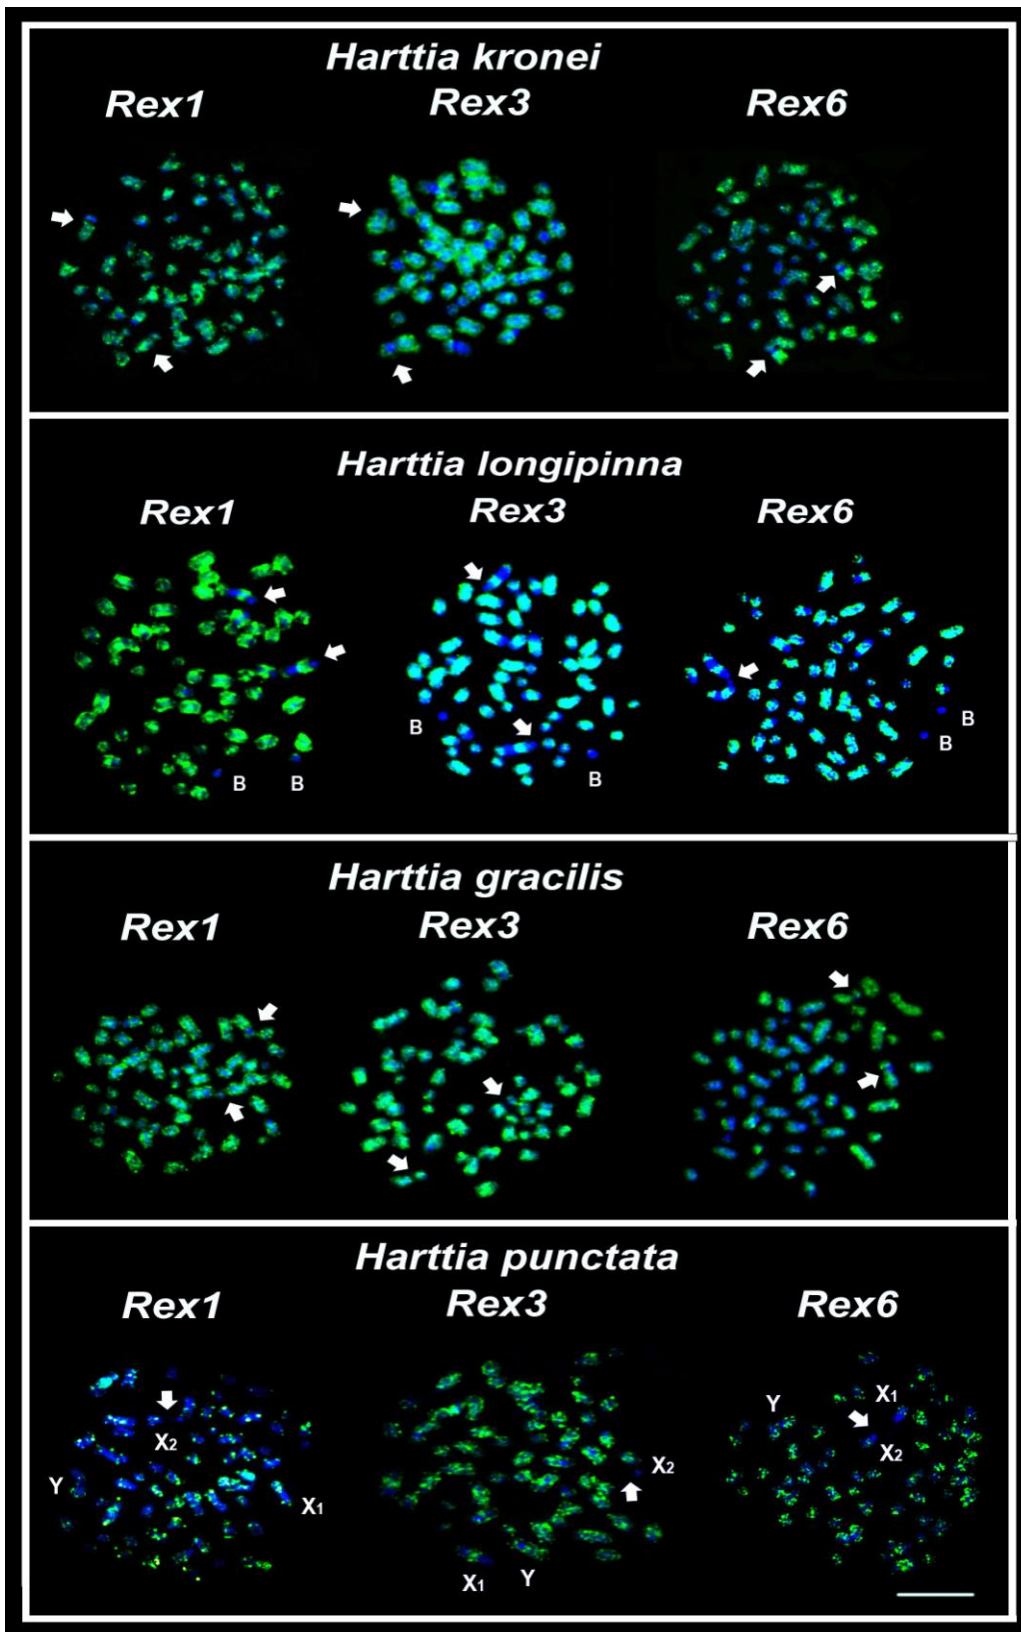 Harttia kronei
Rex1 Rex3 Rex6
Harttia longipinna
Rex1 Rex3 Rex6
B B B B B B
Harttia gracilis
Rex1 Rex3 Rex6
Harttia punctata
Rex1 Rex3 Rex6
X2 Y X1
X2 X1 Y
Y X1 X2